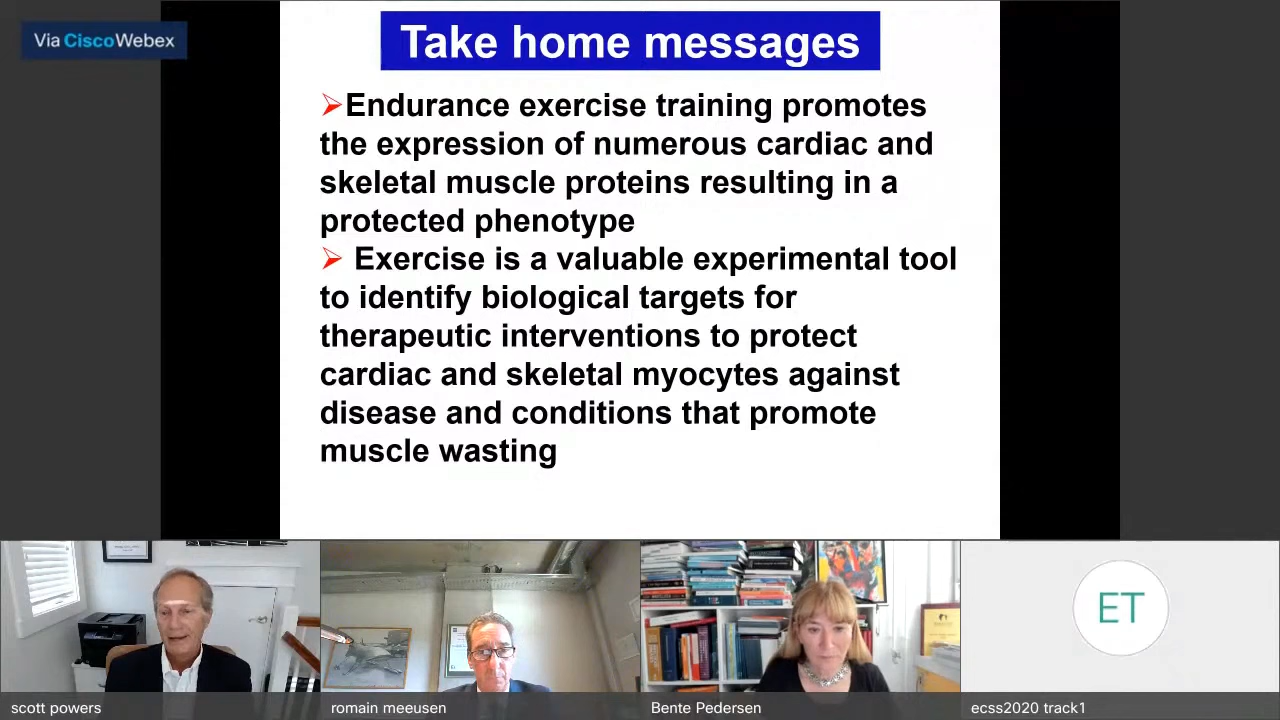 Via CiscoWebex
Take home messages
➢Endurance exercise training promotes
the expression of numerous cardiac and
skeletal muscle proteins resulting in a
protected phenotype
➢ Exercise is a valuable experimental tool
to identify biological targets for
therapeutic interventions to protect
cardiac and skeletal myocytes against
disease and conditions that promote
muscle wasting
ET
scott powers
romain meeusen
Bente Pedersen
ecss2020 track1